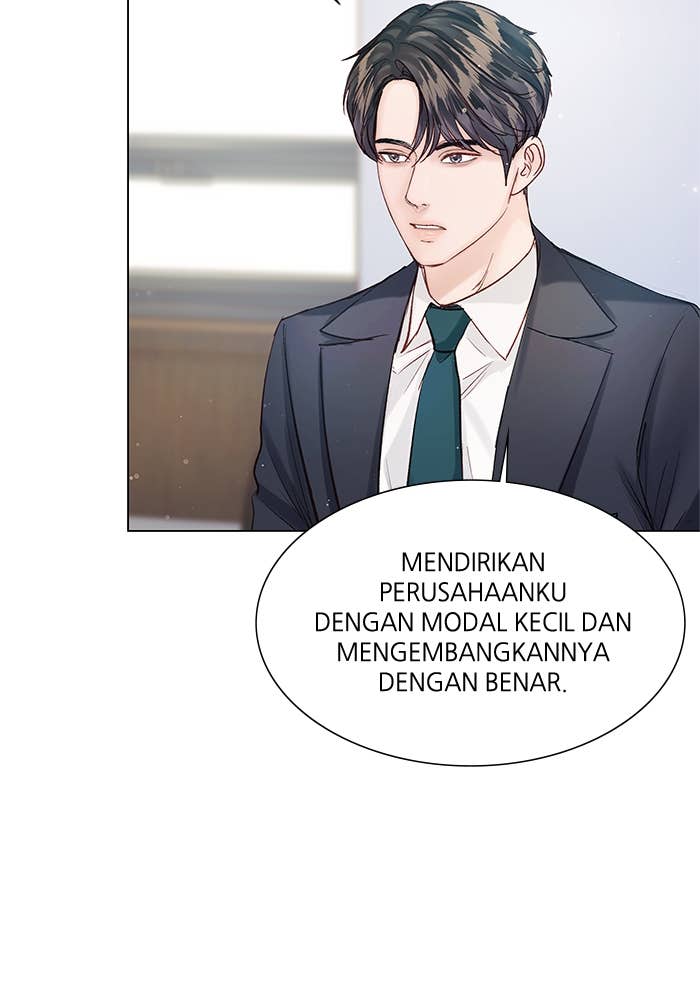 MENDIRIKAN
PERUSAHAANKU
DENGAN MODAL KECIL DAN
MENGEMBANGKANNYA
DENGAN BENAR.